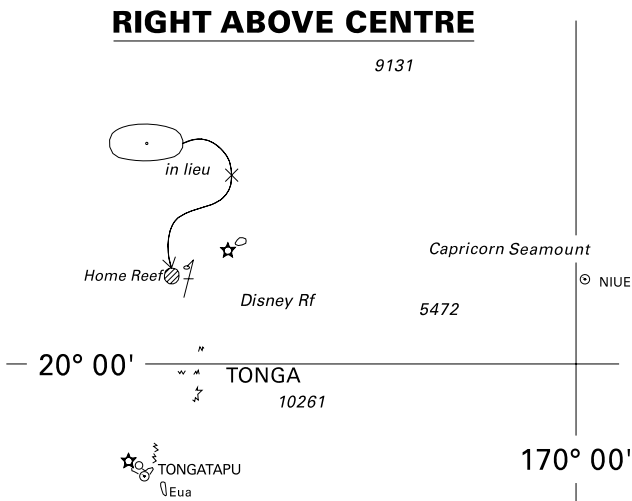 RIGHT ABOVE CENTRE
9131
in lieu
Capricorn Seamount
Home Reef
NIUE
Disney Rf
5472
20° 00'
TONGA
10261
170° 00'
TONGATAPU
Eua